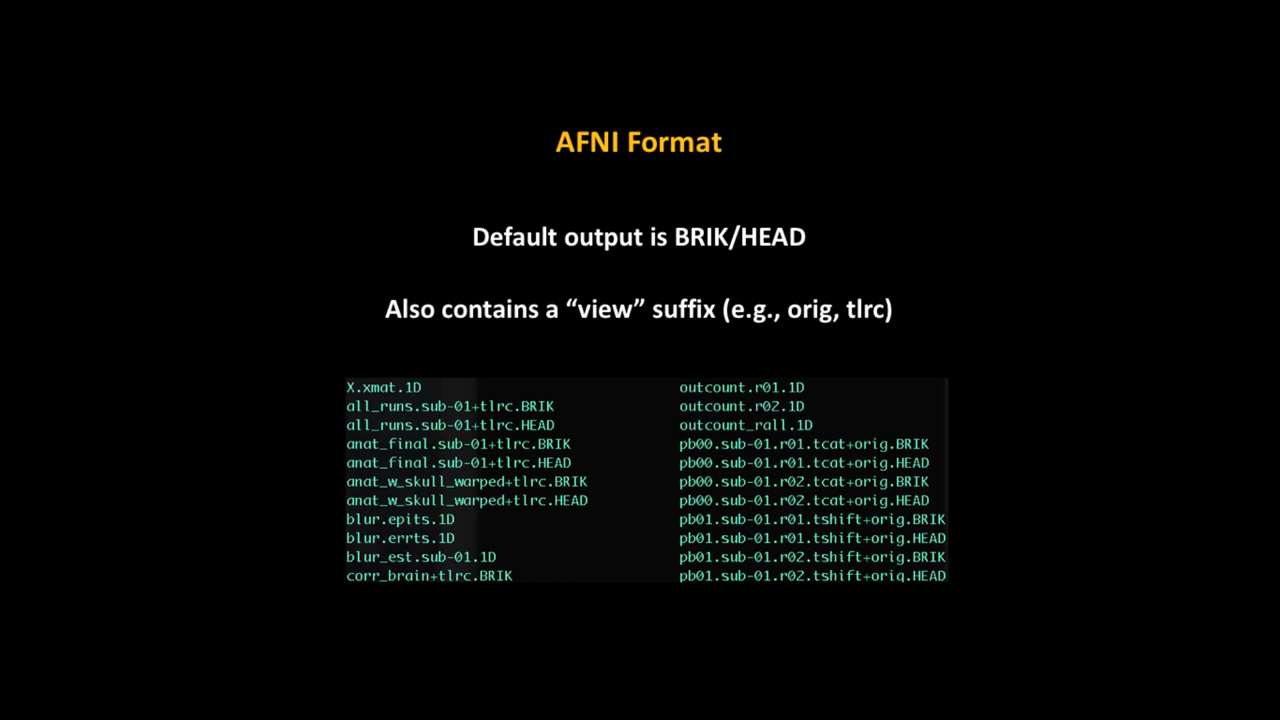 AFNI Format
Default output is BRIK/HEAD
Also contains a “view” suffix (e.g., orig, tlrc)
X.xmat.1D
all_runs.sub-01+tlrc.BRIK
all_runs.sub-01+tlrc.HEAD
anat_final.sub-01+tlrc.BRIK
anat_final.sub-01+tlrc.HEAD
anat_w_skull_warped+tlrc.BRIK
anat_w_skull_warped+tlrc.HEAD
blur.epits.1D
blur.errts.1D
blur_est.sub-01.1D
corr_brain+tlrc.BRIK
outcount.r01.1D
outcount.r02.1D
outcount_rall.1D
pb00.sub-01.r01.tcat+orig.BRIK
pb00.sub-01.r01.tcat+orig.HEAD
pb00.sub-01.r02.tcat+orig.BRIK
pb00.sub-01.r02.tcat+orig.HEAD
pb01.sub-01.r01.tshift+orig.BRIK
pb01.sub-01.r01.tshift+orig.HEAD
pb01.sub-01.r02.tshift+orig.BRIK
pb01.sub-01.r02.tshift+orig.HEAD